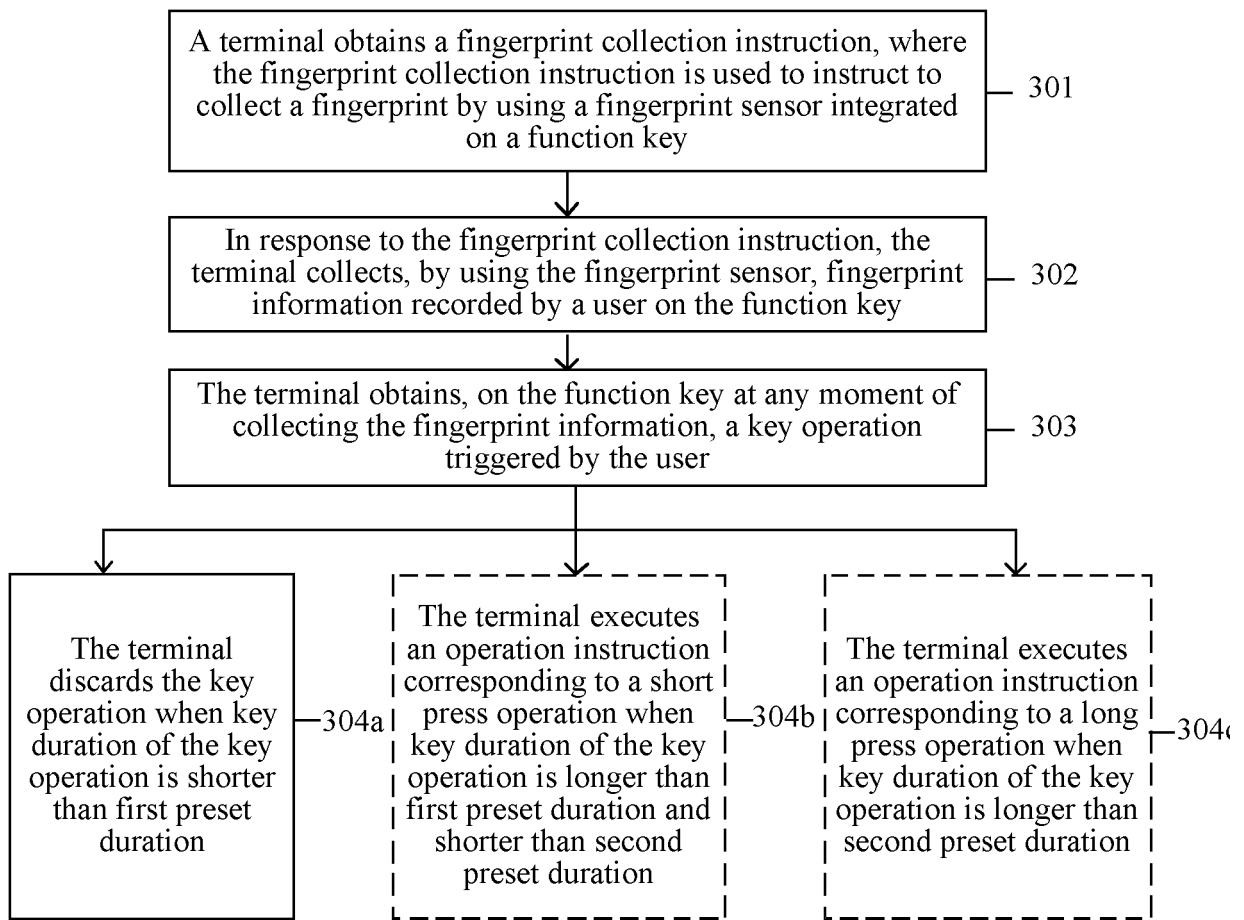 A terminal obtains a fingerprint collection instruction, where
the fingerprint collection instruction is used to instruct to
collect a fingerprint by using a fingerprint sensor integrated
on a function key
301
In response to the fingerprint collection instruction, the
terminal collects, by using the fingerprint sensor, fingerprint
information recorded by a user on the function key
302
The terminal obtains, on the function key at any moment of
collecting the fingerprint information, a key operation
triggered by the user
303
The terminal
discards the key
operation when key
duration of the key
operation is shorter
than first preset
duration
304a
The terminal executes
an operation instruction
corresponding to a short
press operation when
key duration of the key
operation is longer than
first preset duration and
shorter than second
preset duration
304b
The terminal executes
an operation instruction
corresponding to a long
press operation when
key duration of the key
operation is longer than
second preset duration